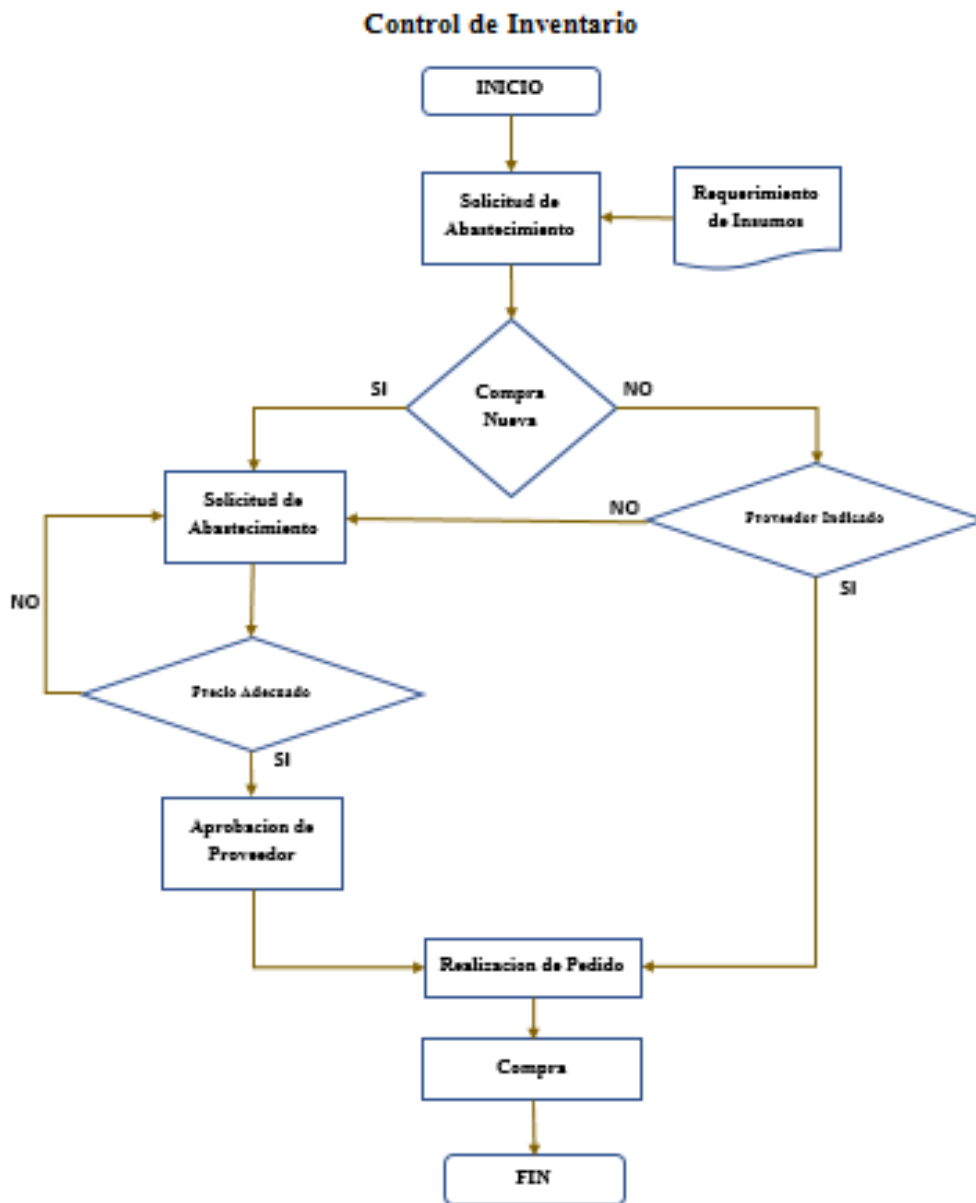 Control de Inventario
INICIO
Solicitud de
Abastecimiento
Requerimiento
de Insumos
SI
Compra
Nueva
NO
Solicitud de
Abastecimiento
NO
Proveedor Indicado
NO
SI
Precio Adecuado
SI
Aprobacion de
Proveedor
Realizacion de Pedido
Compra
FIN